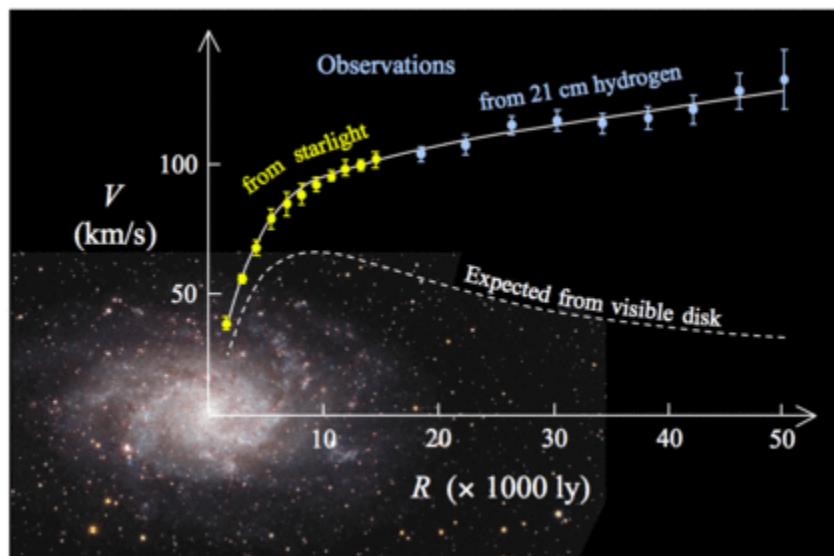 Observations
from 21 cm hydrogen
from starlight
100
V
(km/s)
50
Expected from visible disk
10
20
30
40
50
R (× 1000 ly)